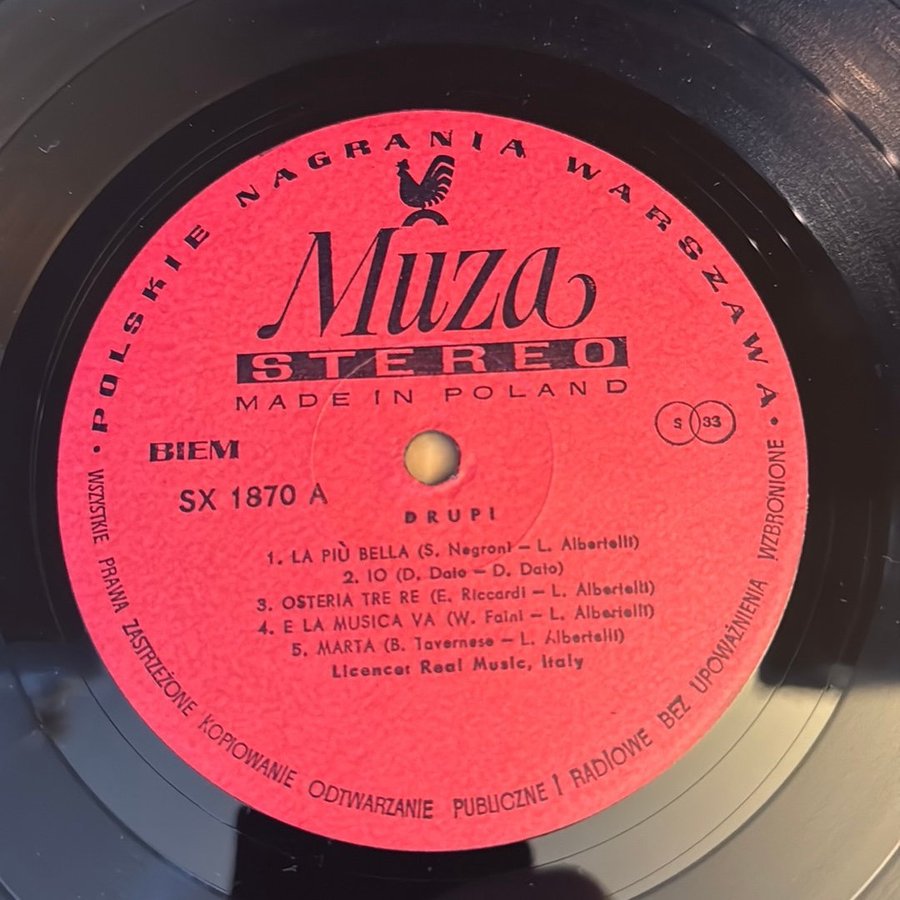 • POLSKIE NAGRANIA WARSZAWA •
Muza
STEREO
MADE IN POLAND
S 33
BIEM
SX 1870 A
DRUPI
1. LA PIÙ BELLA (S. Negroni – L. Albertelli)
2. IO (D. Dato – D. Dato)
3. OSTERIA TRE RE (E. Riccardi – L. Albertelli)
4. E LA MUSICA VA (W. Faini – L. Albertelli)
5. MARTA (B. Tavernese – L. Albertelli)
Licence: Real Music, Italy
WSZYSTKIE PRAWA ZASTRZEŻONE KOPIOWANIE ODTWARZANIE PUBLICZNE I RADIOWE BEZ UPOWAŻNIENIA WZBRONIONE